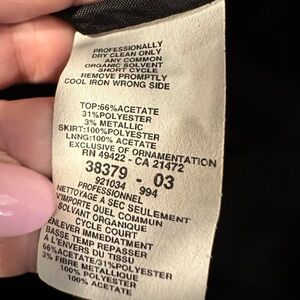 PROFESSIONALLY
DRY CLEAN ONLY
ANY COMMON
ORGANIC SOLVENT
SHORT CYCLE
REMOVE PROMPTLY
COOL IRON WRONG SIDE
TOP:66%ACETATE
31%POLYESTER
3% METALLIC
SKIRT:100%POLYESTER
LNNG:100% ACETATE
EXCLUSIVE OF ORNAMENTATION
RN 49422 - CA 21472
38379 - 03
921034 994
PROFESSIONNEL
NETTOYAGE A SEC SEULEMENT
V'IMPORTE QUEL COMMUN
SOLVANT ORGANIQUE
CYCLE COURT
ENLEVER IMMEDIATMENT
BASSE TEMP REPASSER
A L'ENVERS DU TISSU
66%ACETATE/31%POLYESTER
3% FIBRE METALLIQUE
100% POLYESTER
100% ACETATE